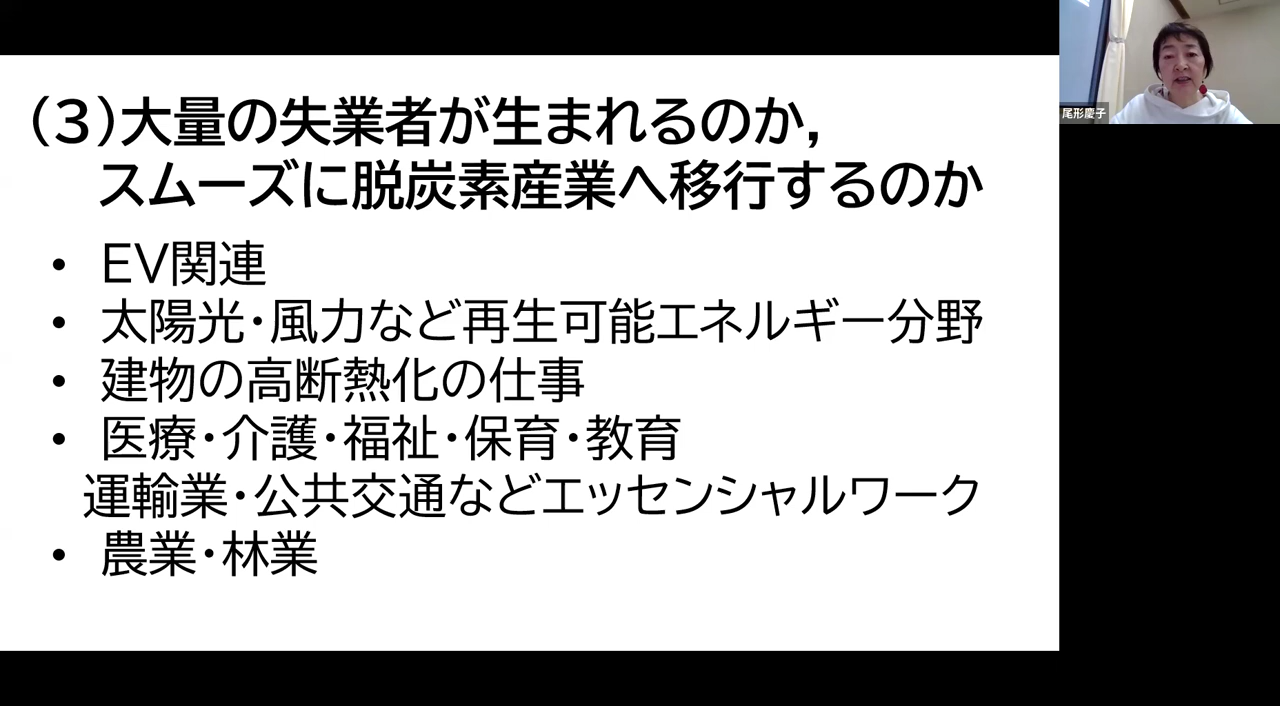 （３）大量の失業者が生まれるのか，
スムーズに脱炭素産業へ移行するのか
• EV関連
• 太陽光・風力など再生可能エネルギー分野
• 建物の高断熱化の仕事
• 医療・介護・福祉・保育・教育
運輸業・公共交通などエッセンシャルワーク
• 農業・林業
尾形慶子